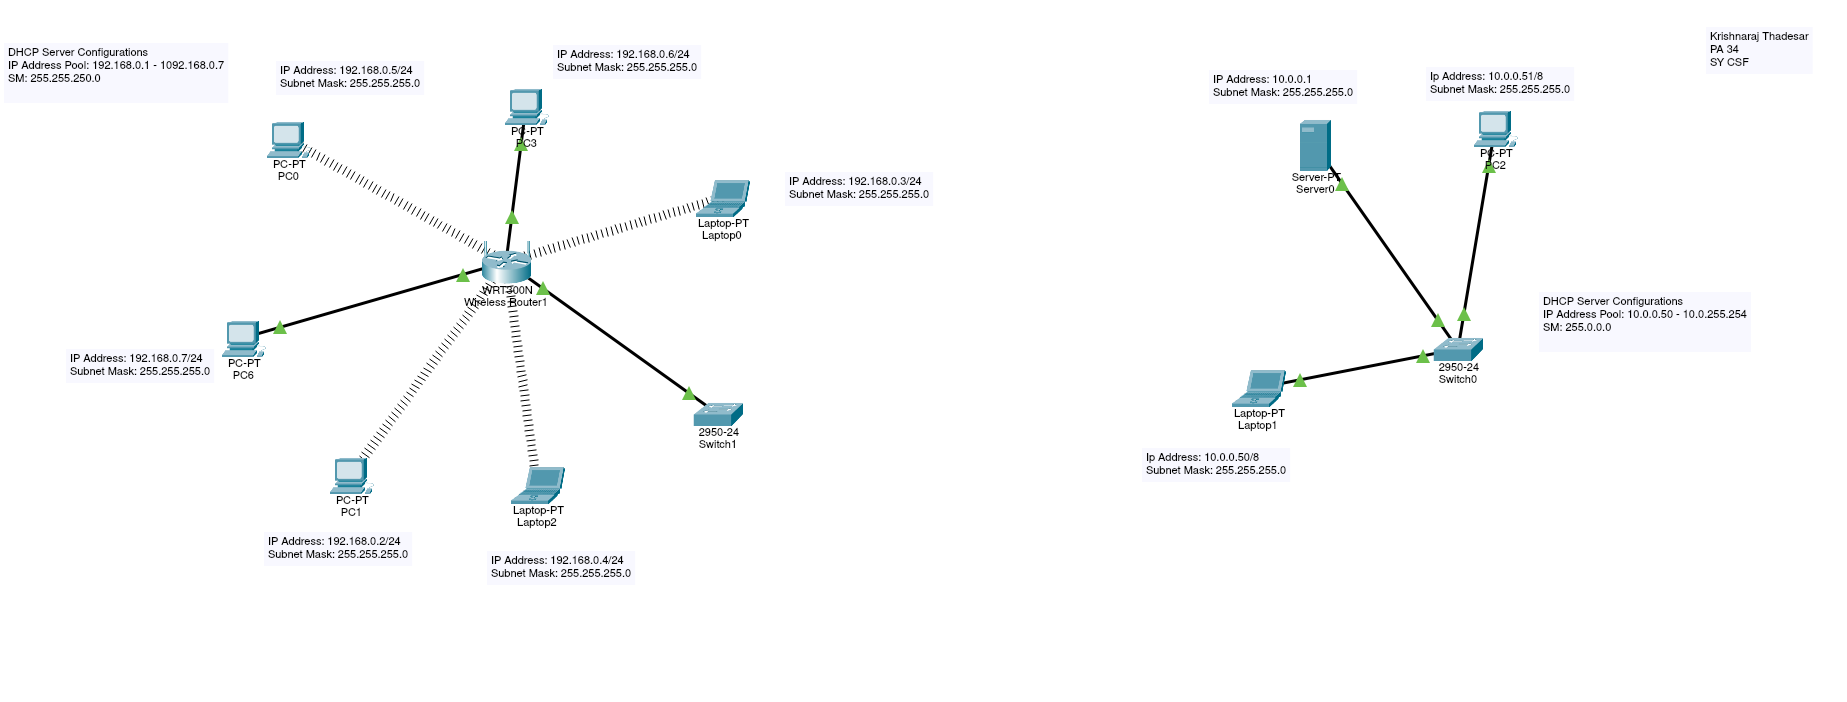 DHCP Server Configurations
IP Address Pool: 192.168.0.1 - 1092.168.0.7
SM: 255.255.250.0
IP Address: 192.168.0.5/24
Subnet Mask: 255.255.255.0
IP Address: 192.168.0.6/24
Subnet Mask: 255.255.255.0
PC-PT
PC3
PC-PT
PC0
IP Address: 192.168.0.3/24
Subnet Mask: 255.255.255.0
Laptop-PT
Laptop0
WRT300N
Wireless Router1
IP Address: 192.168.0.7/24
Subnet Mask: 255.255.255.0
PC-PT
PC6
2950-24
Switch1
PC-PT
PC1
Laptop-PT
Laptop2
IP Address: 192.168.0.2/24
Subnet Mask: 255.255.255.0
IP Address: 192.168.0.4/24
Subnet Mask: 255.255.255.0
Krishnaraj Thadesar
PA 34
SY CSF
IP Address: 10.0.0.1
Subnet Mask: 255.255.255.0
Ip Address: 10.0.0.51/8
Subnet Mask: 255.255.255.0
Server-PT
Server0
PC-PT
PC2
DHCP Server Configurations
IP Address Pool: 10.0.0.50 - 10.0.255.254
SM: 255.0.0.0
2950-24
Switch0
Laptop-PT
Laptop1
Ip Address: 10.0.0.50/8
Subnet Mask: 255.255.255.0